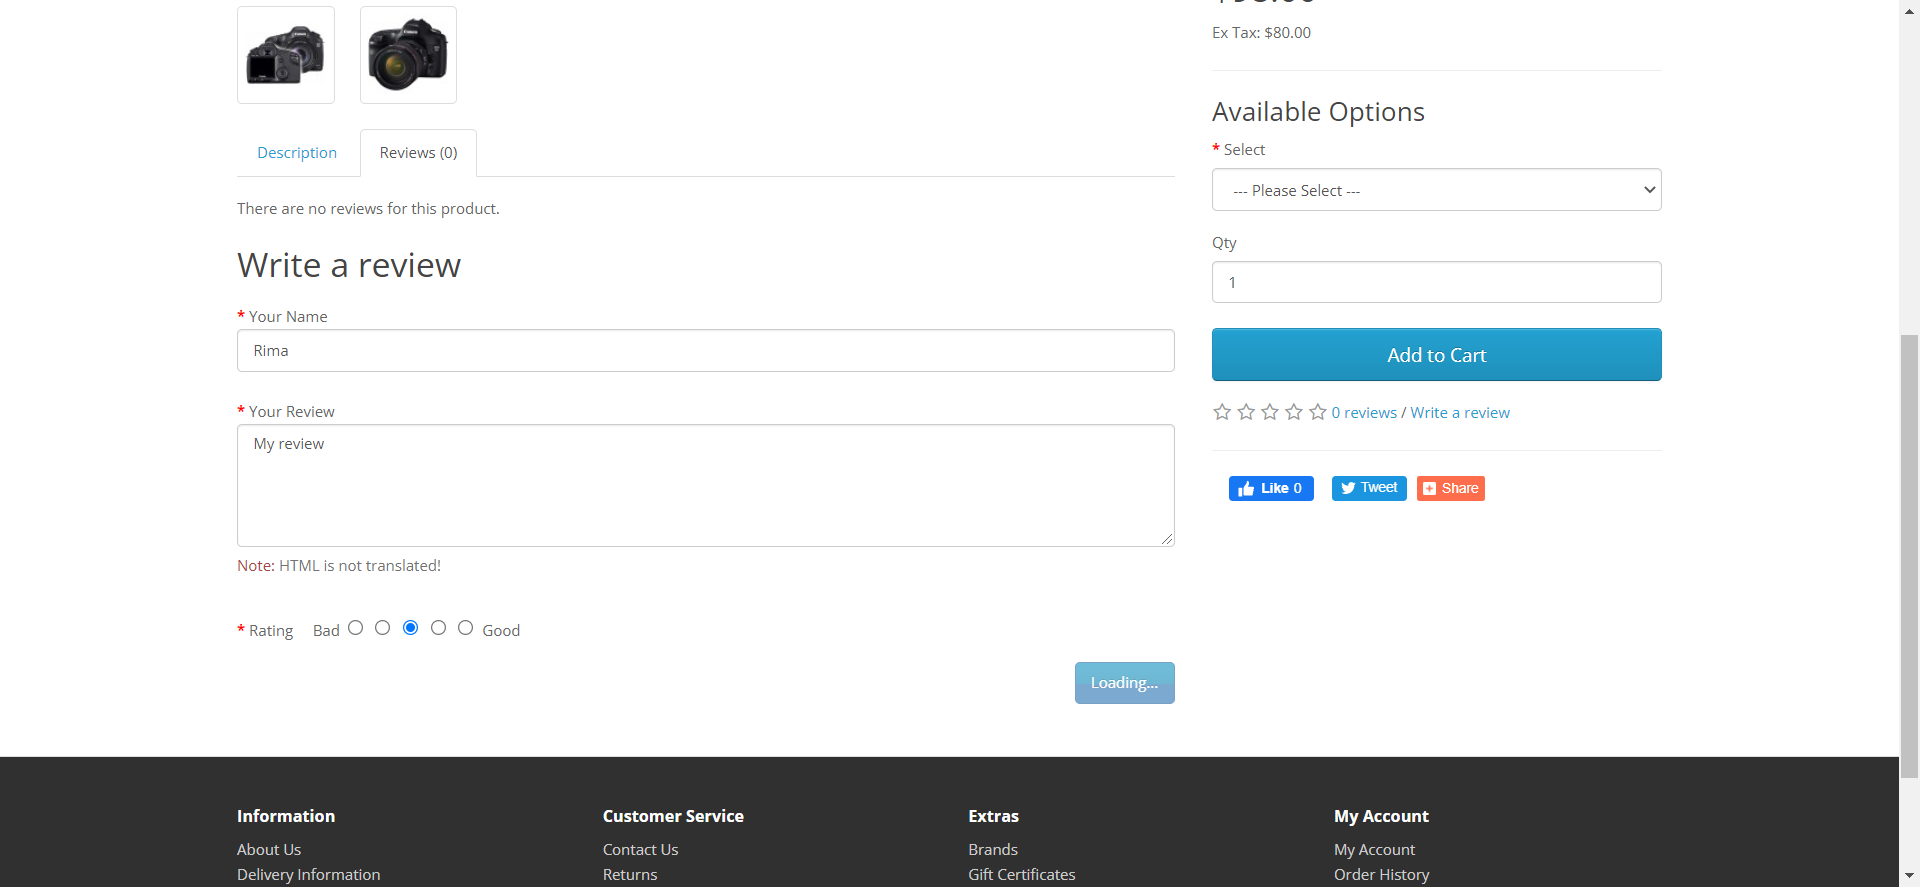 Ex Tax: $80.00
Available Options
* Select
--- Please Select ---
Qty
1
Add to Cart
0 reviews / Write a review
Like 0
Tweet
Share
Canon
Canon
Description
Reviews (0)
There are no reviews for this product.
Write a review
* Your Name
Rima
* Your Review
My review
Note: HTML is not translated!
* Rating Bad Good
Loading...
Information
About Us
Delivery Information
Customer Service
Contact Us
Returns
Extras
Brands
Gift Certificates
My Account
My Account
Order History